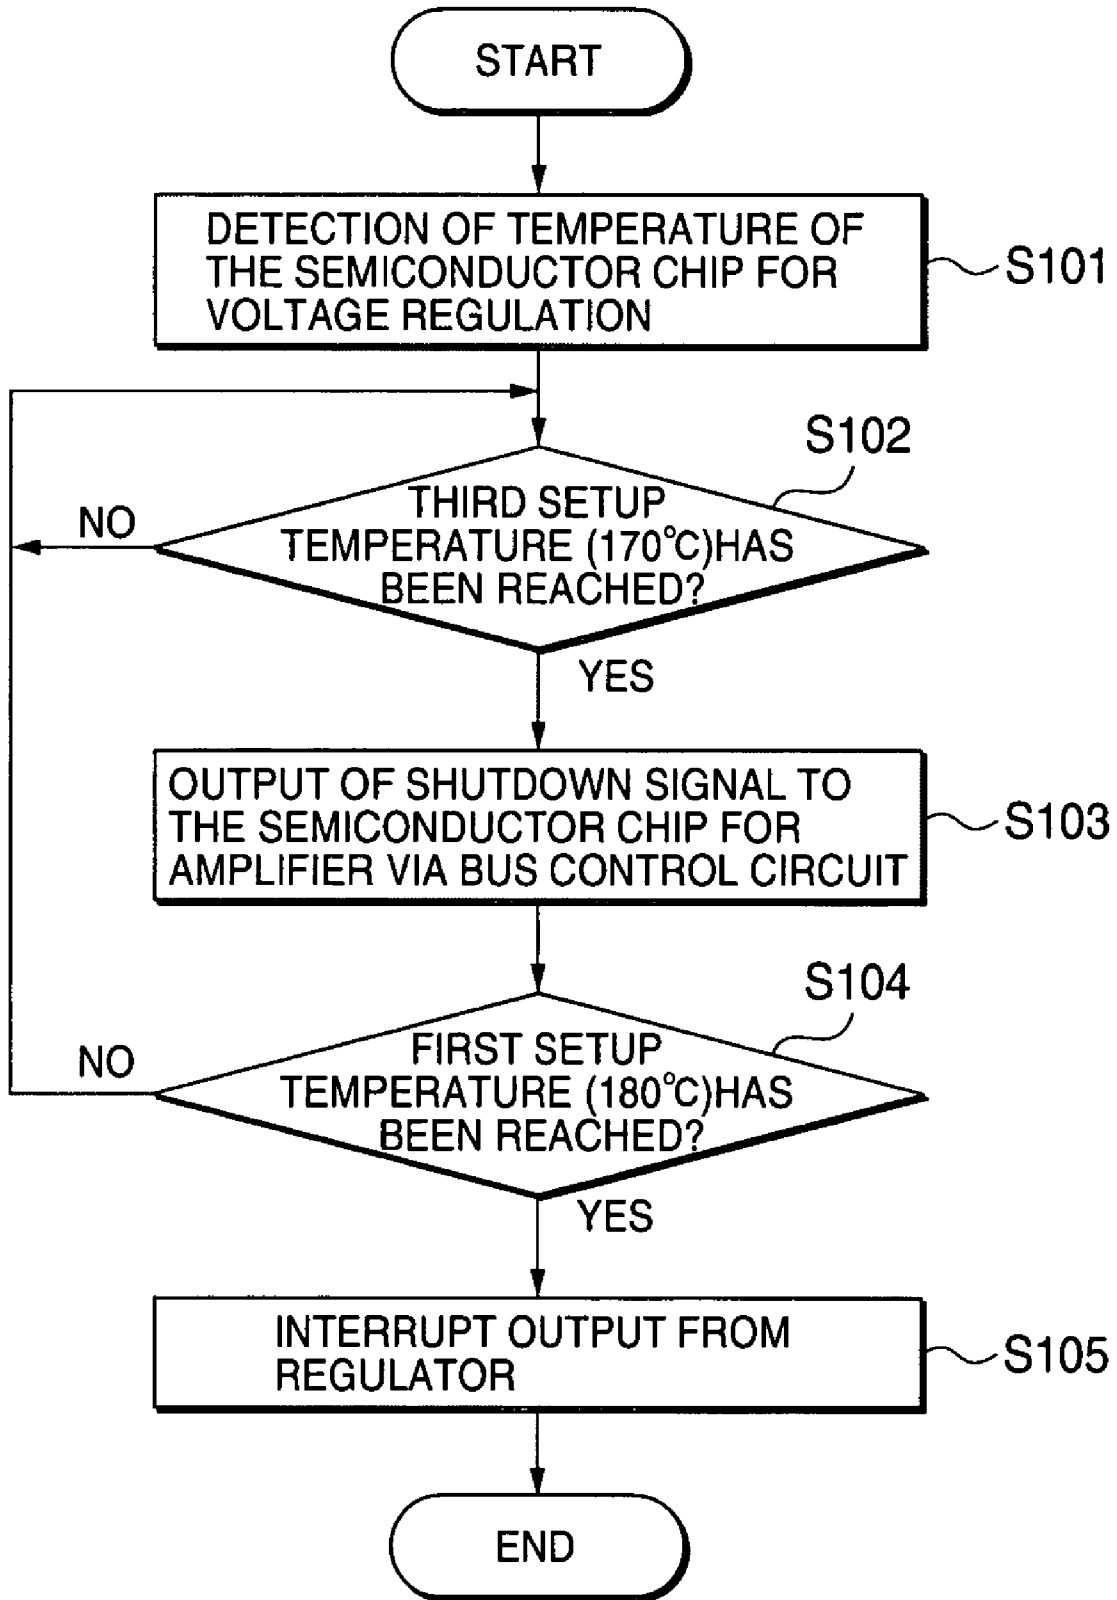 START
DETECTION OF TEMPERATURE OF
THE SEMICONDUCTOR CHIP FOR
VOLTAGE REGULATION
S101
S102
THIRD SETUP
TEMPERATURE (170°C)HAS
BEEN REACHED?
NO
YES
OUTPUT OF SHUTDOWN SIGNAL TO
THE SEMICONDUCTOR CHIP FOR
AMPLIFIER VIA BUS CONTROL CIRCUIT
S103
S104
FIRST SETUP
TEMPERATURE (180°C)HAS
BEEN REACHED?
NO
YES
INTERRUPT OUTPUT FROM
REGULATOR
S105
END